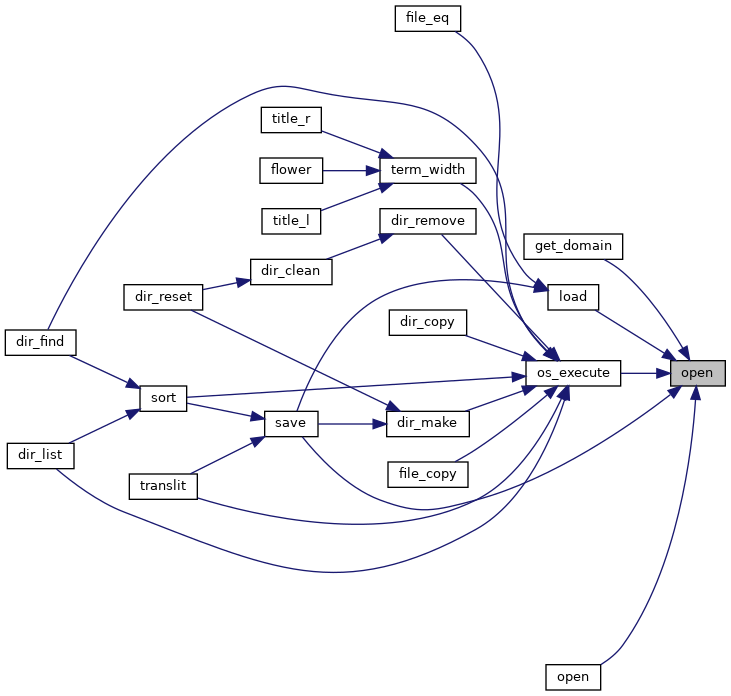 file_eq
title_r
flower
term_width
title_l
dir_remove
get_domain
dir_clean
dir_reset
load
dir_copy
dir_find
os_execute
open
sort
save
dir_make
dir_list
file_copy
translit
open